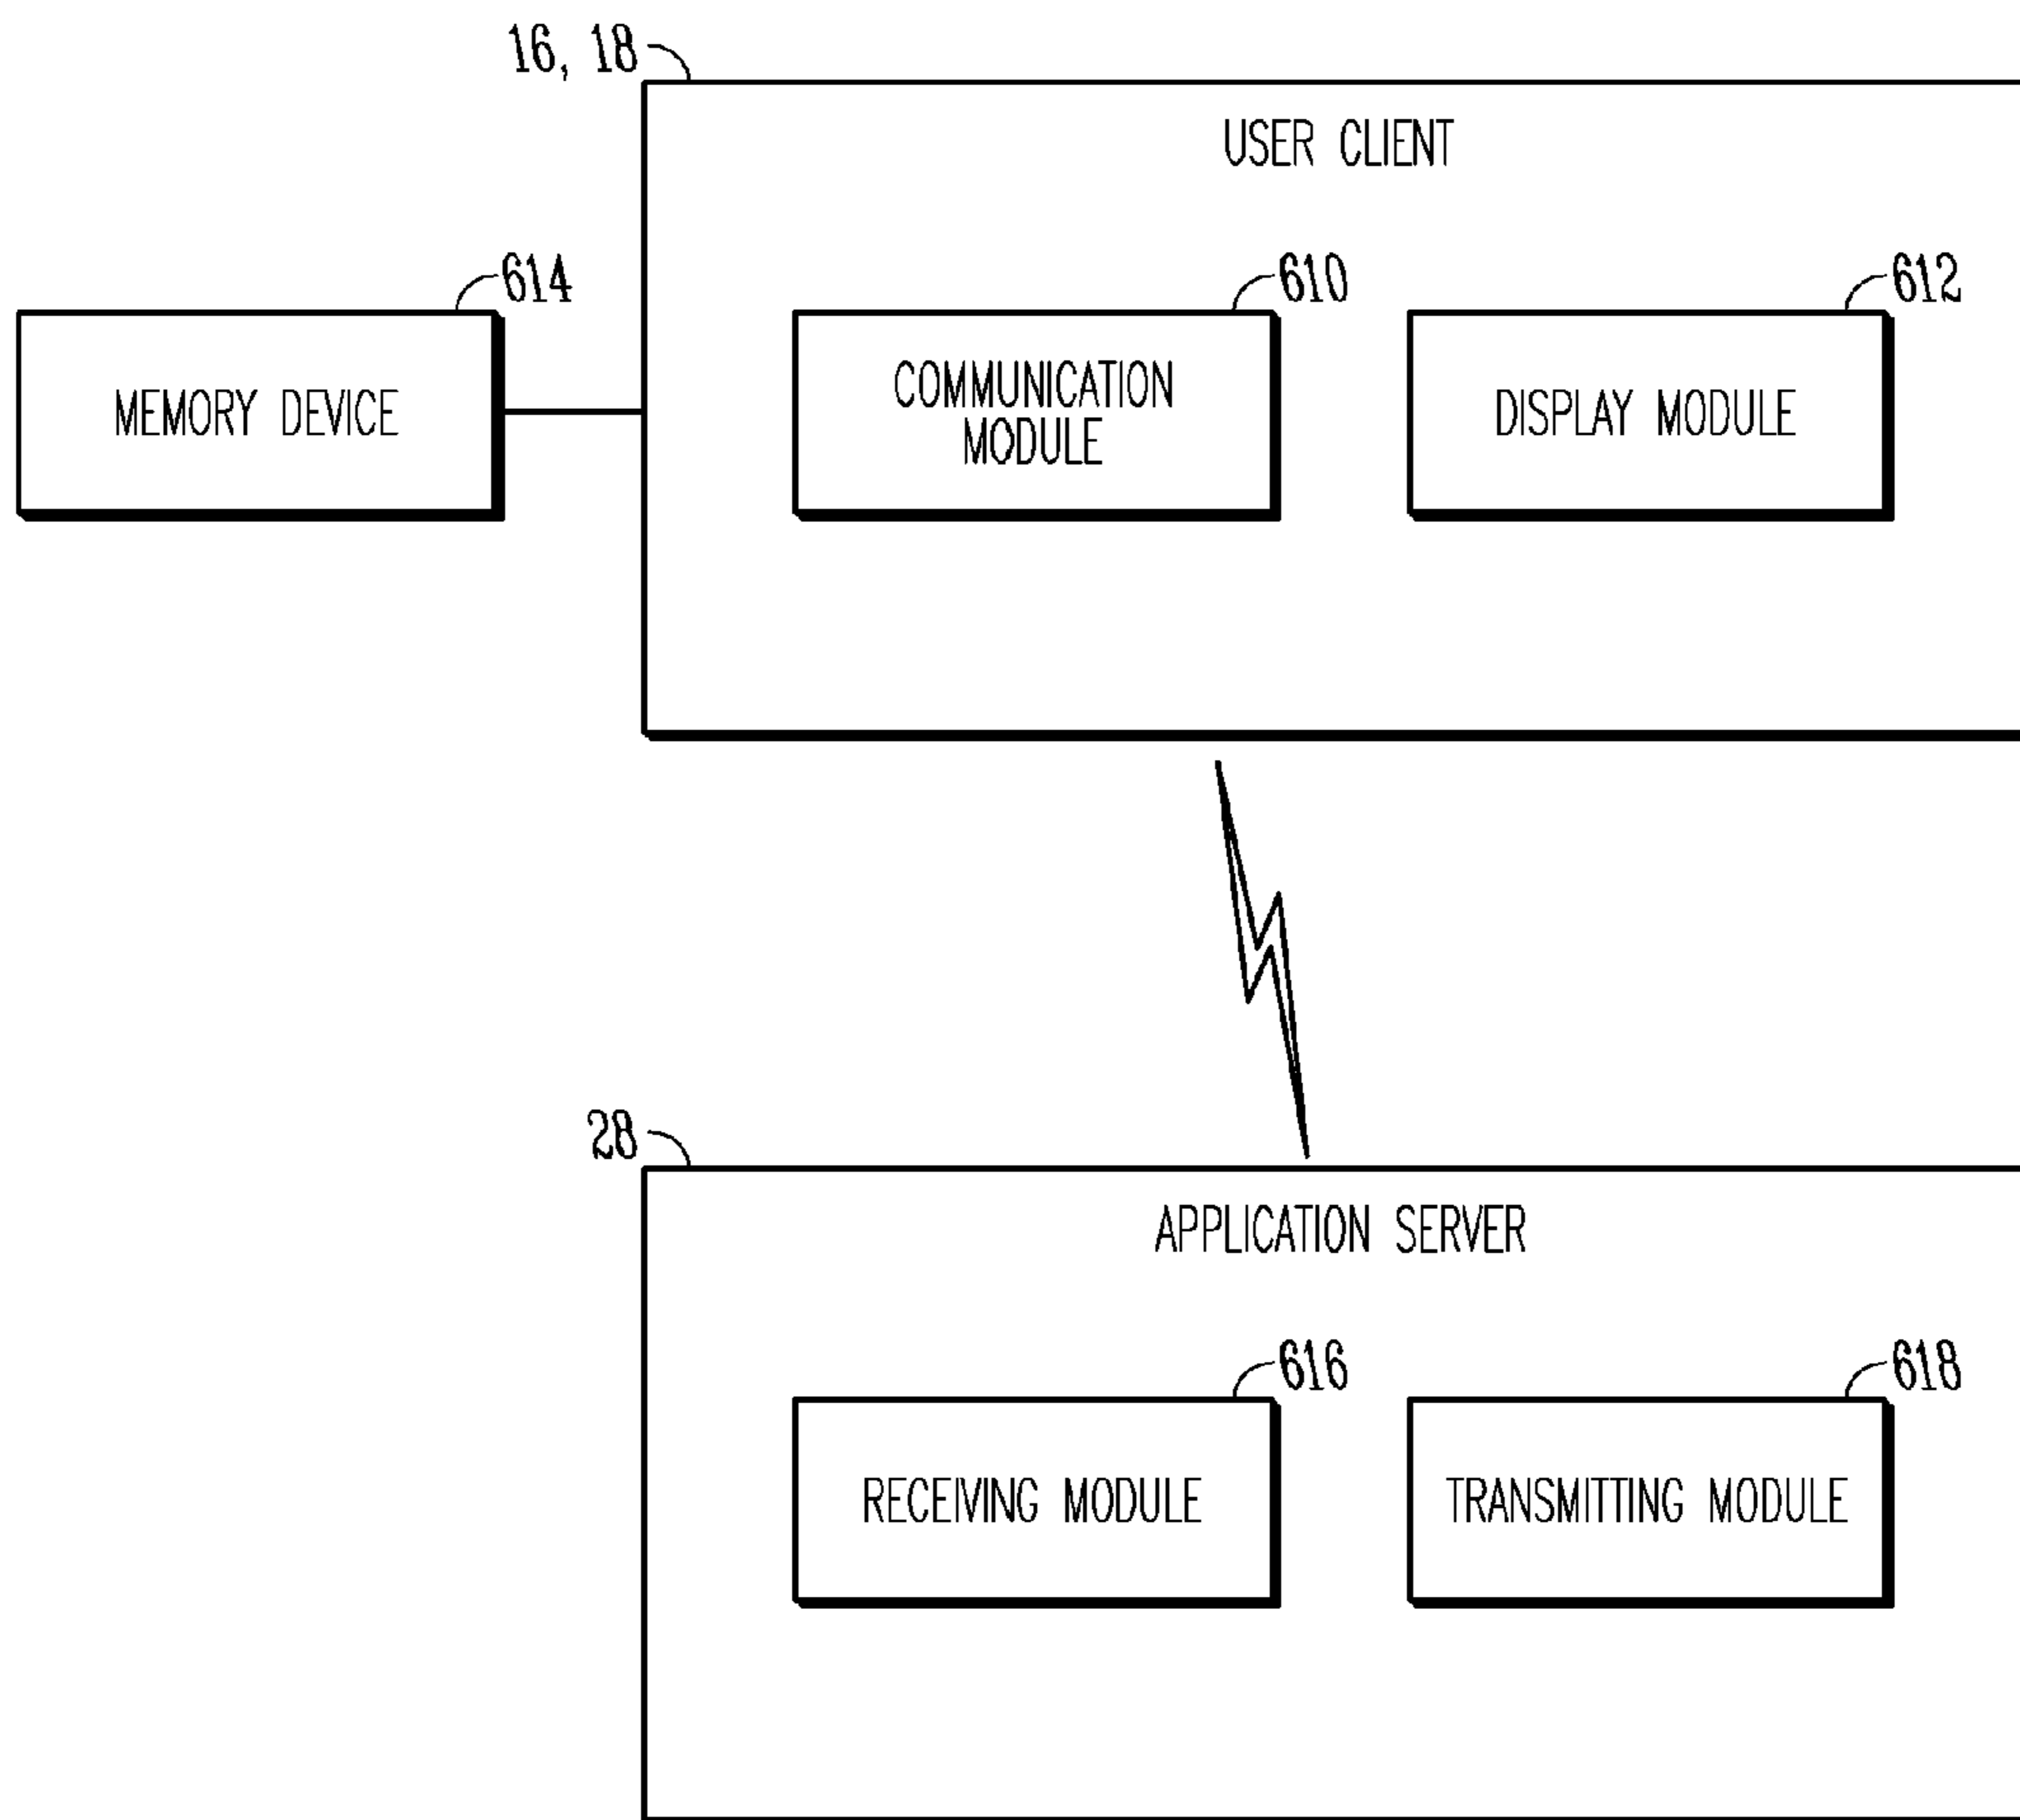 16, 18
USER CLIENT
614
610
612
MEMORY DEVICE
COMMUNICATION
MODULE
DISPLAY MODULE
28
APPLICATION SERVER
616
618
RECEIVING MODULE
TRANSMITTING MODULE